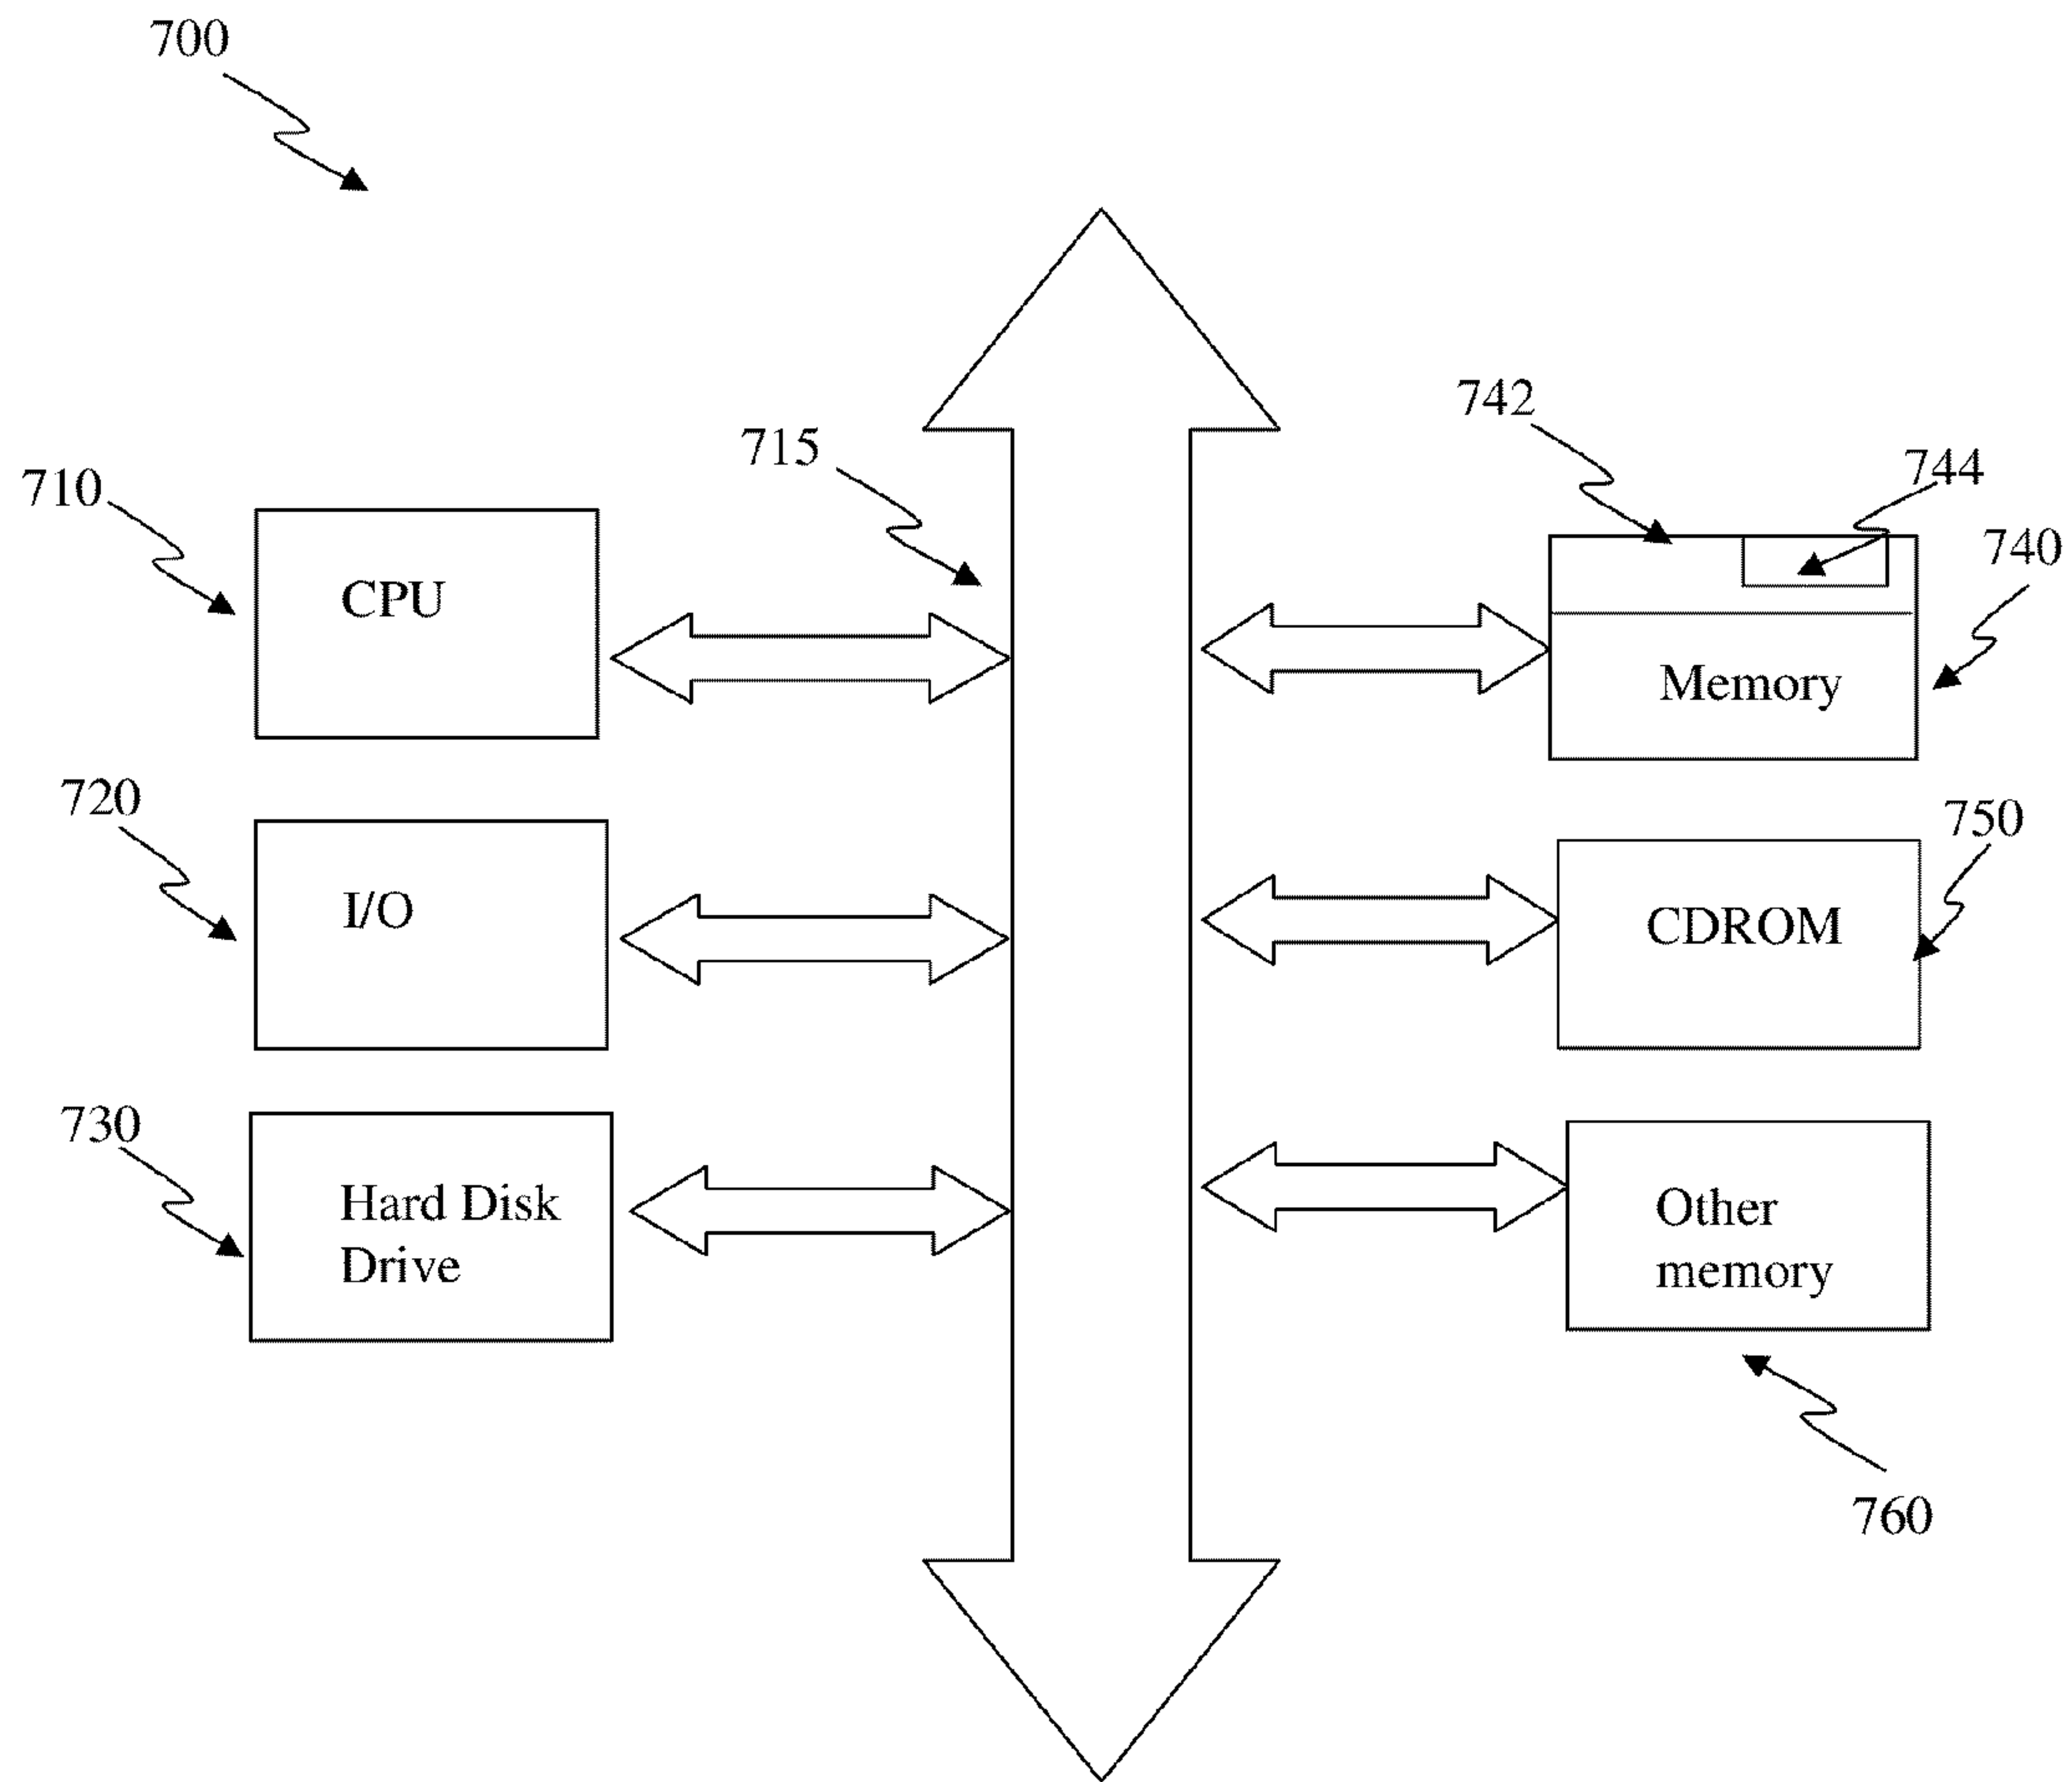 700
742
715
744
710
740
CPU
Memory
720
750
I/O
CDROM
730
Hard Disk
Drive
Other
memory
760